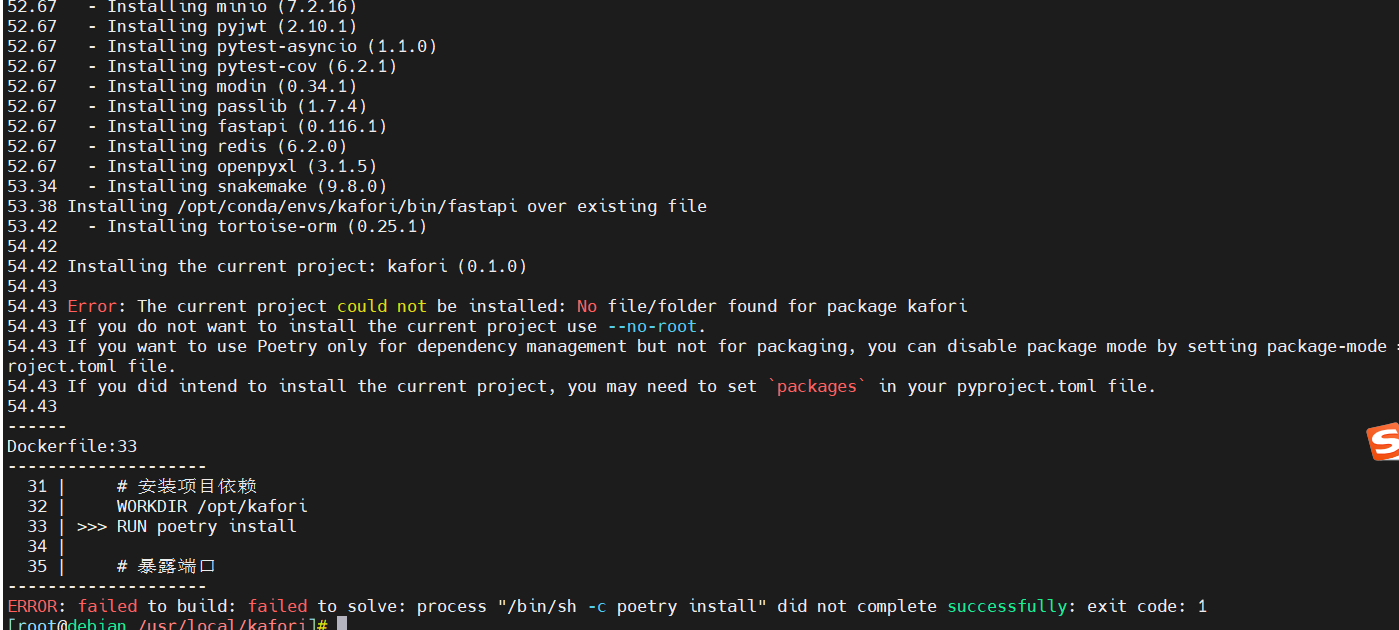 52.67   - Installing minio (7.2.16)
52.67   - Installing pyjwt (2.10.1)
52.67   - Installing pytest-asyncio (1.1.0)
52.67   - Installing pytest-cov (6.2.1)
52.67   - Installing modin (0.34.1)
52.67   - Installing passlib (1.7.4)
52.67   - Installing fastapi (0.116.1)
52.67   - Installing redis (6.2.0)
52.67   - Installing openpyxl (3.1.5)
53.34   - Installing snakemake (9.8.0)
53.38 Installing /opt/conda/envs/kafori/bin/fastapi over existing file
53.42   - Installing tortoise-orm (0.25.1)
54.42
54.42 Installing the current project: kafori (0.1.0)
54.43
54.43 Error: The current project could not be installed: No file/folder found for package kafori
54.43 If you do not want to install the current project use --no-root.
54.43 If you want to use Poetry only for dependency management but not for packaging, you can disable package mode by setting package-mode =
roject.toml file.
54.43 If you did intend to install the current project, you may need to set `packages` in your pyproject.toml file.
54.43
------
Dockerfile:33
--------------------
  31 |     # 安装项目依赖
  32 |     WORKDIR /opt/kafori
  33 | >>> RUN poetry install
  34 |
  35 |     # 暴露端口
--------------------
ERROR: failed to build: failed to solve: process "/bin/sh -c poetry install" did not complete successfully: exit code: 1
[root@debian /usr/local/kafori]#
S